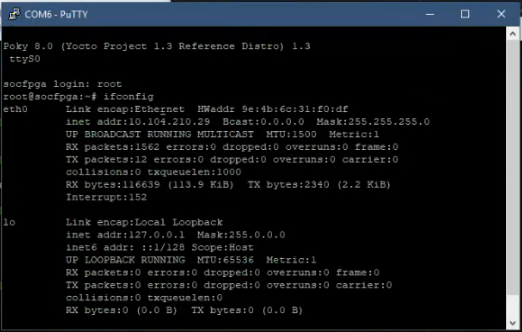 COM6 - PuTTY
Poky 8.0 (Yocto Project 1.3 Reference Distro) 1.3
ttyS0
socfpga login: root
root@socfpga:~# ifconfig
eth0 Link encap:Ethernet HWaddr 9e:4b:6c:31:f0:df
inet addr:10.104.210.29 Bcast:0.0.0.0 Mask:255.255.255.0
UP BROADCAST RUNNING MULTICAST MTU:1500 Metric:1
RX packets:1562 errors:0 dropped:0 overruns:0 frame:0
TX packets:12 errors:0 dropped:0 overruns:0 carrier:0
collisions:0 txqueuelen:1000
RX bytes:116639 (113.9 KiB) TX bytes:2340 (2.2 KiB)
Interrupt:152
lo Link encap:Local Loopback
inet addr:127.0.0.1 Mask:255.0.0.0
inet6 addr: ::1/128 Scope:Host
UP LOOPBACK RUNNING MTU:65536 Metric:1
RX packets:0 errors:0 dropped:0 overruns:0 frame:0
TX packets:0 errors:0 dropped:0 overruns:0 carrier:0
collisions:0 txqueuelen:0
RX bytes:0 (0.0 B) TX bytes:0 (0.0 B)